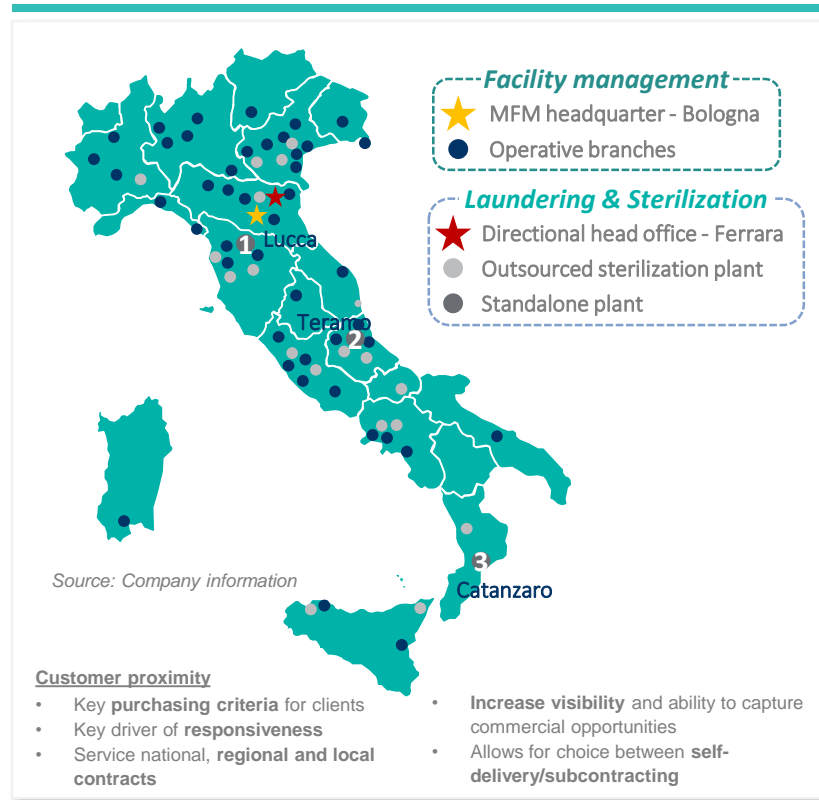 Facility management
MFM headquarter - Bologna
Operative branches
Laundering & Sterilization
Directional head office - Ferrara
Outsourced sterilization plant
Standalone plant
1
Lucca
Teramo
2
3
Catanzaro
Source: Company information
Customer proximity
• Key purchasing criteria for clients
• Key driver of responsiveness
• Service national, regional and local
contracts
• Increase visibility and ability to capture
commercial opportunities
• Allows for choice between self-
delivery/subcontracting